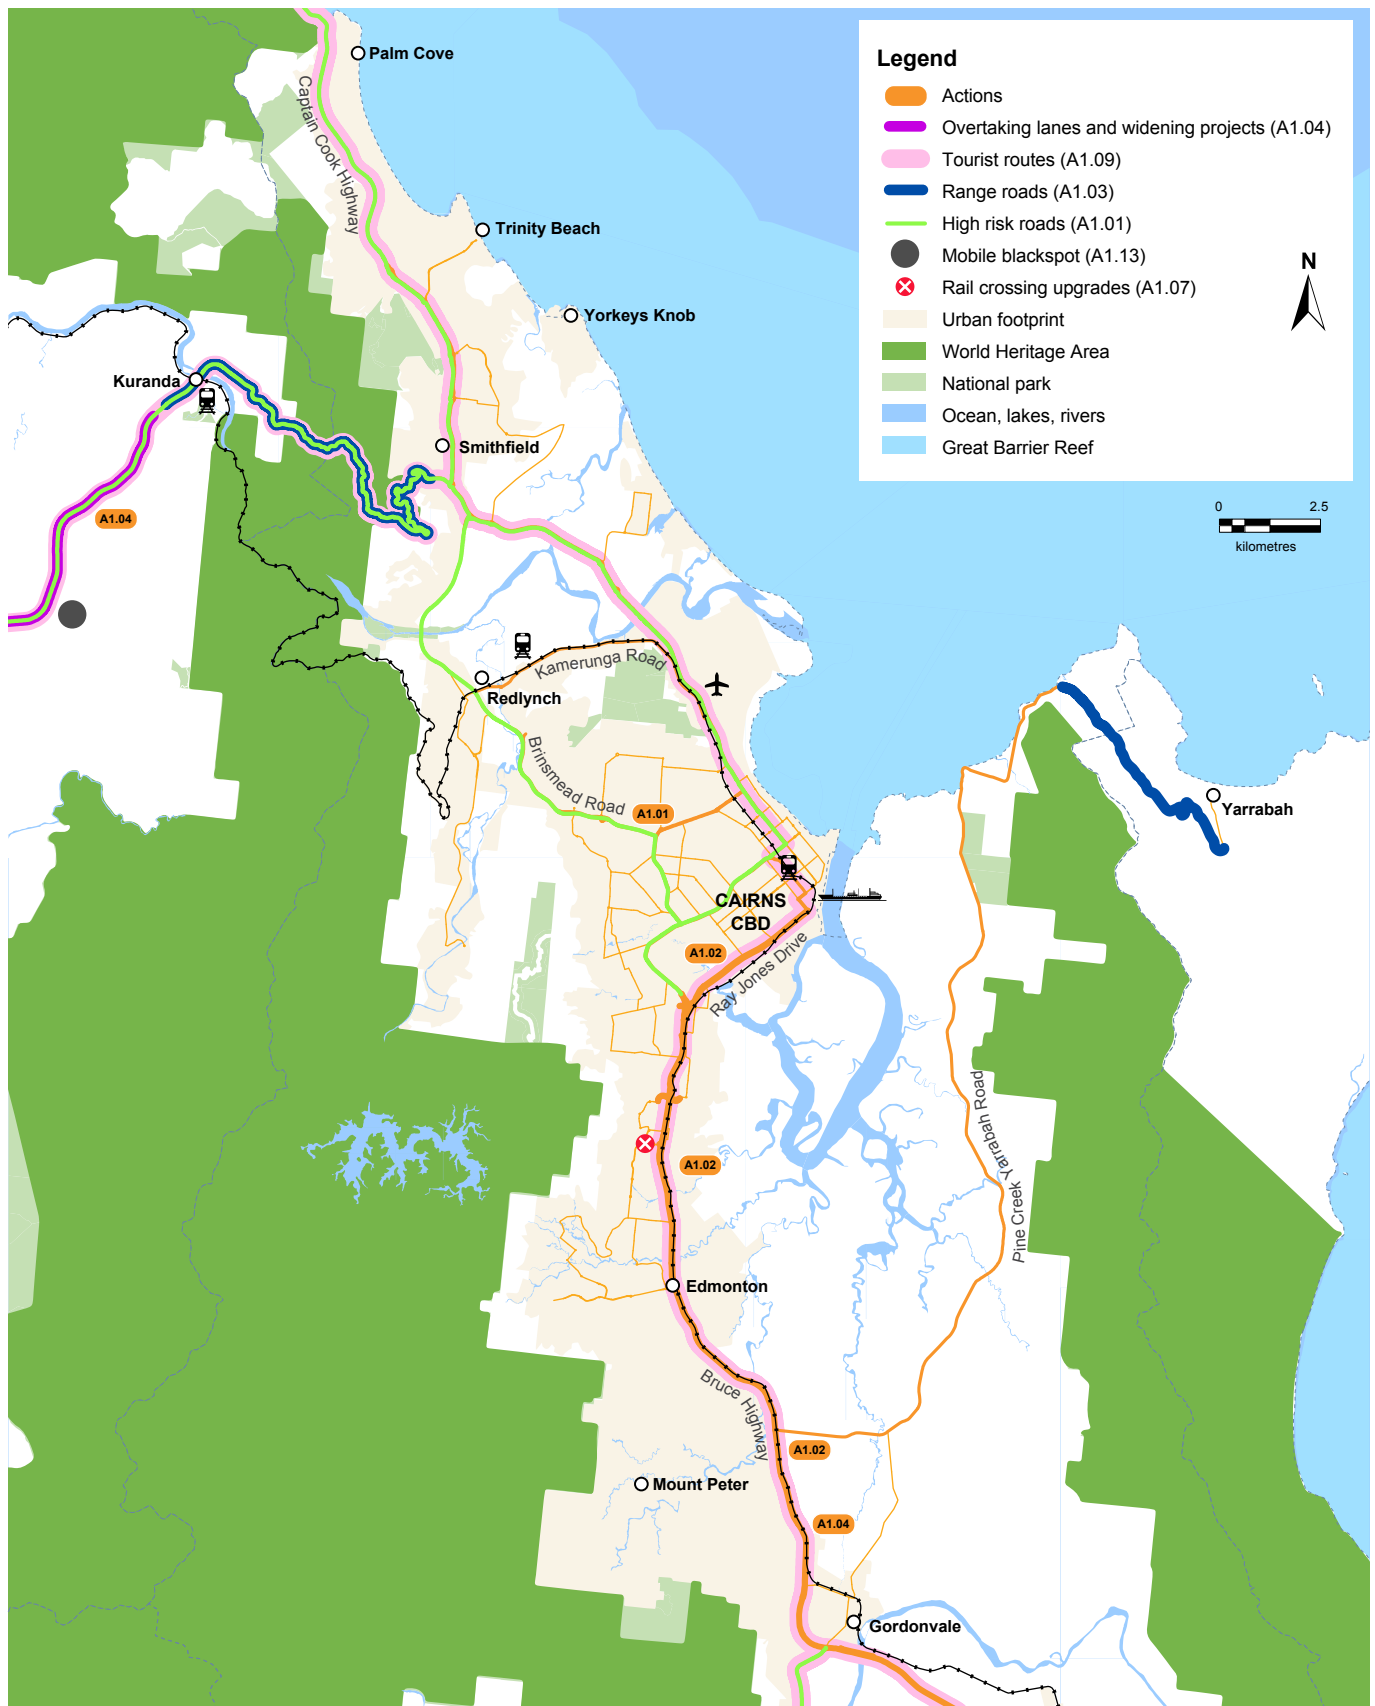 Palm Cove
Captain Cook Highway
Trinity Beach
Yorkeys Knob
Kuranda
Smithfield
A1.04
Kamerunga Road
Redlynch
Brinsmead Road
A1.01
Yarrabah
CAIRNS
CBD
A1.02
Ray Jones Drive
Pine Creek Yarrabah Road
A1.02
Edmonton
Bruce Highway
A1.02
Mount Peter
A1.04
Gordonvale
Legend
Actions
Overtaking lanes and widening projects (A1.04)
Tourist routes (A1.09)
Range roads (A1.03)
High risk roads (A1.01)
Mobile blackspot (A1.13)
Rail crossing upgrades (A1.07)
Urban footprint
World Heritage Area
National park
Ocean, lakes, rivers
Great Barrier Reef
N
0 2.5
kilometres